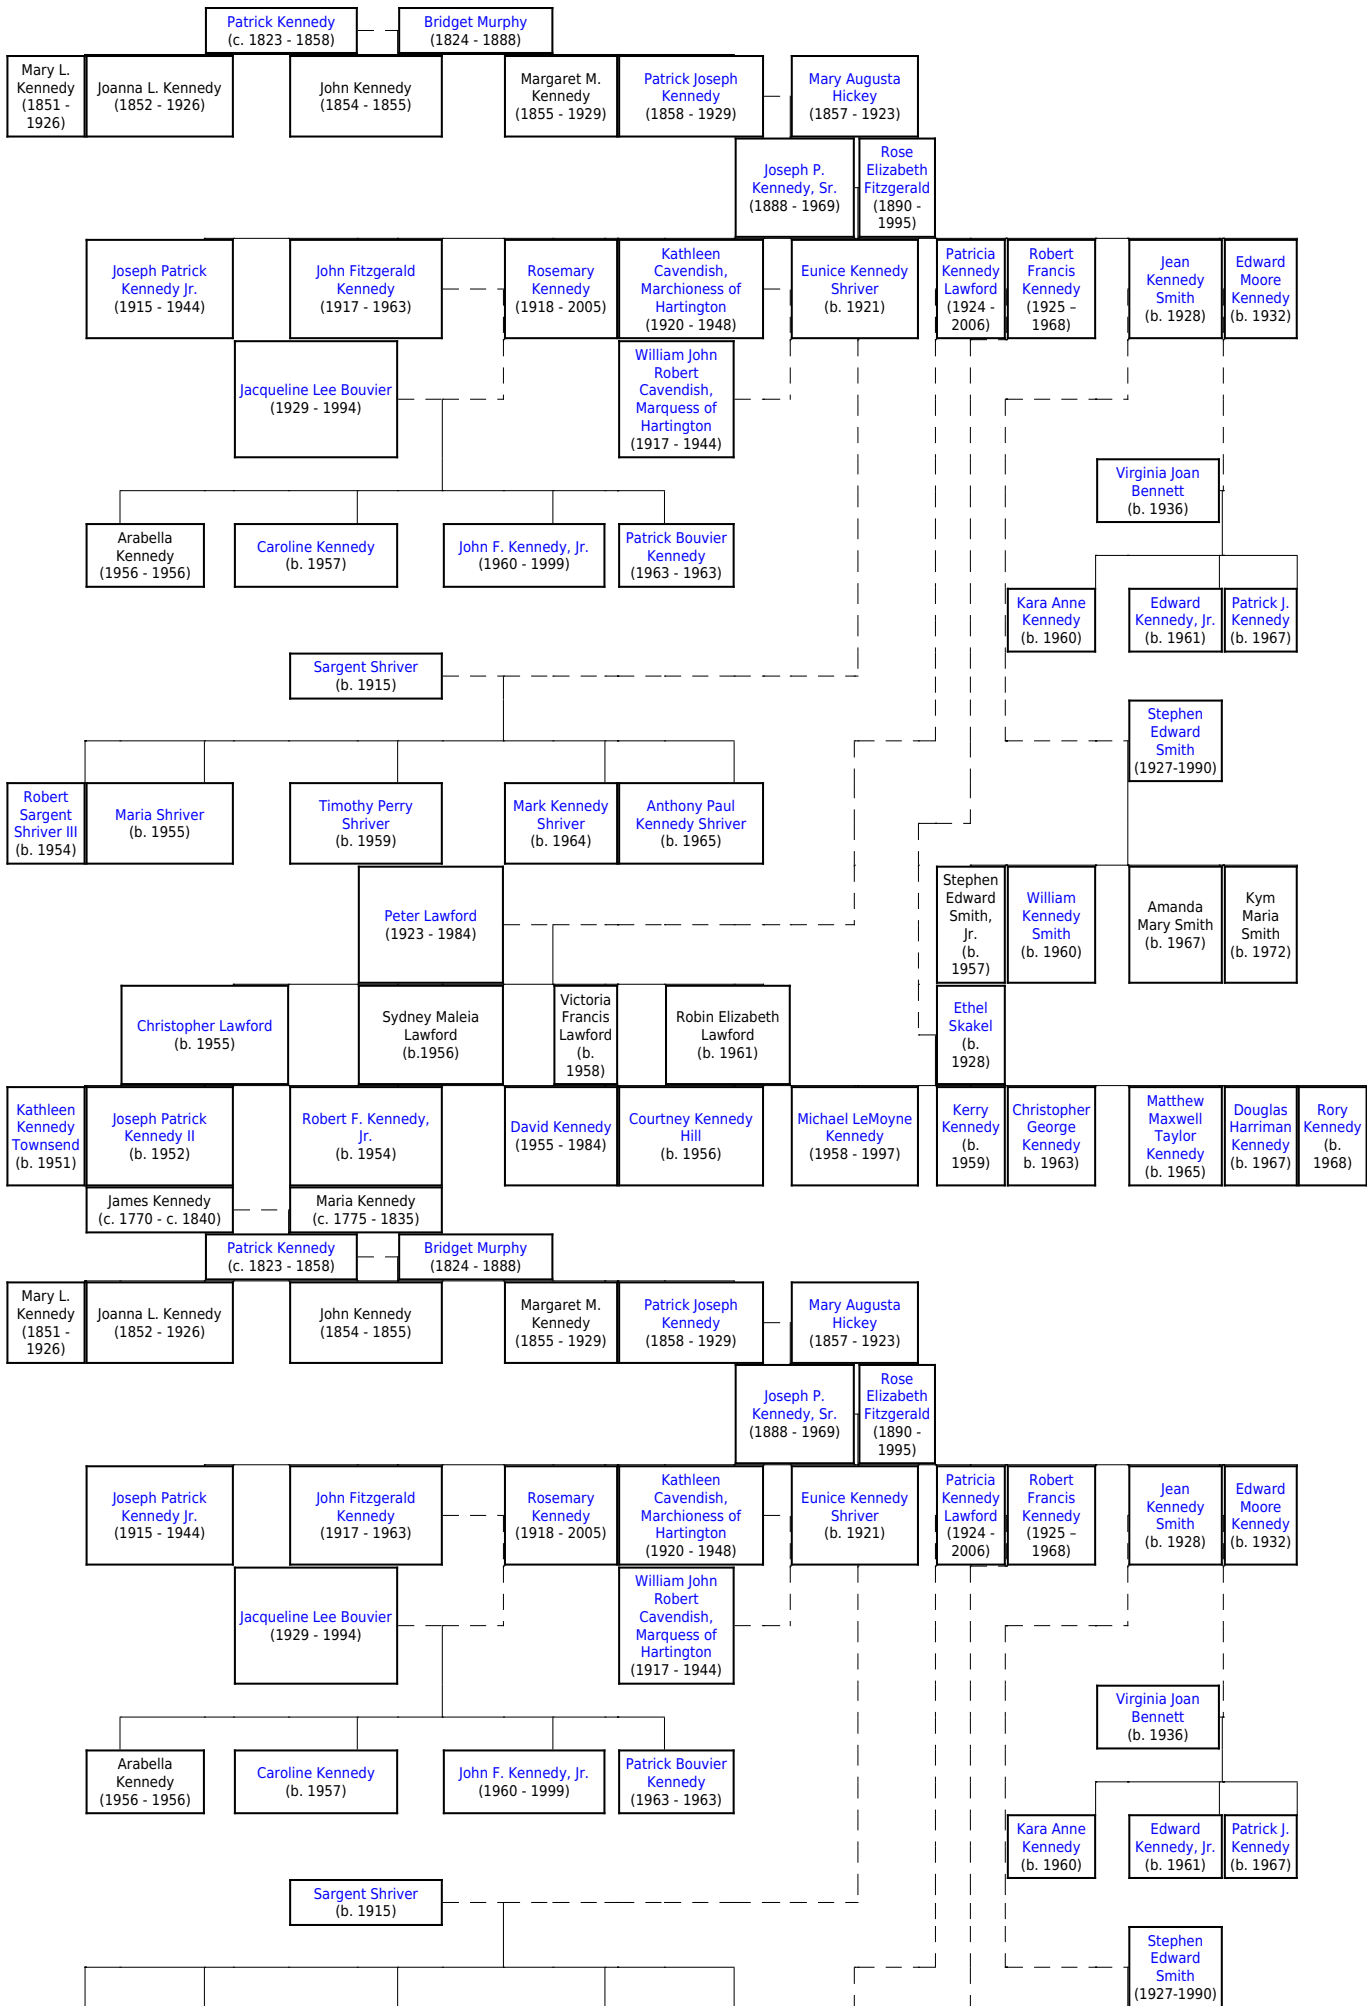 Patrick Kennedy
(c. 1823 - 1858)
Bridget Murphy
(1824 - 1888)
Mary L.
Kennedy
(1851 -
1926)
Joanna L. Kennedy
(1852 - 1926)
John Kennedy
(1854 - 1855)
Margaret M.
Kennedy
(1855 - 1929)
Patrick Joseph
Kennedy
(1858 - 1929)
Mary Augusta
Hickey
(1857 - 1923)
Joseph P.
Kennedy, Sr.
(1888 - 1969)
Rose
Elizabeth
Fitzgerald
(1890 -
1995)
Joseph Patrick
Kennedy Jr.
(1915 - 1944)
John Fitzgerald
Kennedy
(1917 - 1963)
Rosemary
Kennedy
(1918 - 2005)
Kathleen
Cavendish,
Marchioness of
Hartington
(1920 - 1948)
Eunice Kennedy
Shriver
(b. 1921)
Patricia
Kennedy
Lawford
(1924 -
2006)
Robert
Francis
Kennedy
(1925 –
1968)
Jean
Kennedy
Smith
(b. 1928)
Edward
Moore
Kennedy
(b. 1932)
Jacqueline Lee Bouvier
(1929 - 1994)
William John
Robert
Cavendish,
Marquess of
Hartington
(1917 - 1944)
Virginia Joan
Bennett
(b. 1936)
Arabella
Kennedy
(1956 - 1956)
Caroline Kennedy
(b. 1957)
John F. Kennedy, Jr.
(1960 - 1999)
Patrick Bouvier
Kennedy
(1963 - 1963)
Kara Anne
Kennedy
(b. 1960)
Edward
Kennedy, Jr.
(b. 1961)
Patrick J.
Kennedy
(b. 1967)
Sargent Shriver
(b. 1915)
Stephen
Edward
Smith
(1927-1990)
Robert
Sargent
Shriver III
(b. 1954)
Maria Shriver
(b. 1955)
Timothy Perry
Shriver
(b. 1959)
Mark Kennedy
Shriver
(b. 1964)
Anthony Paul
Kennedy Shriver
(b. 1965)
Peter Lawford
(1923 - 1984)
Stephen
Edward
Smith,
Jr.
(b.
1957)
William
Kennedy
Smith
(b. 1960)
Amanda
Mary Smith
(b. 1967)
Kym
Maria
Smith
(b. 1972)
Christopher Lawford
(b. 1955)
Sydney Maleia
Lawford
(b.1956)
Victoria
Francis
Lawford
(b.
1958)
Robin Elizabeth
Lawford
(b. 1961)
Ethel
Skakel
(b.
1928)
Kathleen
Kennedy
Townsend
(b. 1951)
Joseph Patrick
Kennedy II
(b. 1952)
Robert F. Kennedy,
Jr.
(b. 1954)
David Kennedy
(1955 - 1984)
Courtney Kennedy
Hill
(b. 1956)
Michael LeMoyne
Kennedy
(1958 - 1997)
Kerry
Kennedy
(b.
1959)
Christopher
George
Kennedy
b. 1963)
Matthew
Maxwell
Taylor
Kennedy
(b. 1965)
Douglas
Harriman
Kennedy
(b. 1967)
Rory
Kennedy
(b.
1968)
James Kennedy
(c. 1770 - c. 1840)
Maria Kennedy
(c. 1775 - 1835)
Patrick Kennedy
(c. 1823 - 1858)
Bridget Murphy
(1824 - 1888)
Mary L.
Kennedy
(1851 -
1926)
Joanna L. Kennedy
(1852 - 1926)
John Kennedy
(1854 - 1855)
Margaret M.
Kennedy
(1855 - 1929)
Patrick Joseph
Kennedy
(1858 - 1929)
Mary Augusta
Hickey
(1857 - 1923)
Joseph P.
Kennedy, Sr.
(1888 - 1969)
Rose
Elizabeth
Fitzgerald
(1890 -
1995)
Joseph Patrick
Kennedy Jr.
(1915 - 1944)
John Fitzgerald
Kennedy
(1917 - 1963)
Rosemary
Kennedy
(1918 - 2005)
Kathleen
Cavendish,
Marchioness of
Hartington
(1920 - 1948)
Eunice Kennedy
Shriver
(b. 1921)
Patricia
Kennedy
Lawford
(1924 -
2006)
Robert
Francis
Kennedy
(1925 –
1968)
Jean
Kennedy
Smith
(b. 1928)
Edward
Moore
Kennedy
(b. 1932)
Jacqueline Lee Bouvier
(1929 - 1994)
William John
Robert
Cavendish,
Marquess of
Hartington
(1917 - 1944)
Virginia Joan
Bennett
(b. 1936)
Arabella
Kennedy
(1956 - 1956)
Caroline Kennedy
(b. 1957)
John F. Kennedy, Jr.
(1960 - 1999)
Patrick Bouvier
Kennedy
(1963 - 1963)
Kara Anne
Kennedy
(b. 1960)
Edward
Kennedy, Jr.
(b. 1961)
Patrick J.
Kennedy
(b. 1967)
Sargent Shriver
(b. 1915)
Stephen
Edward
Smith
(1927-1990)